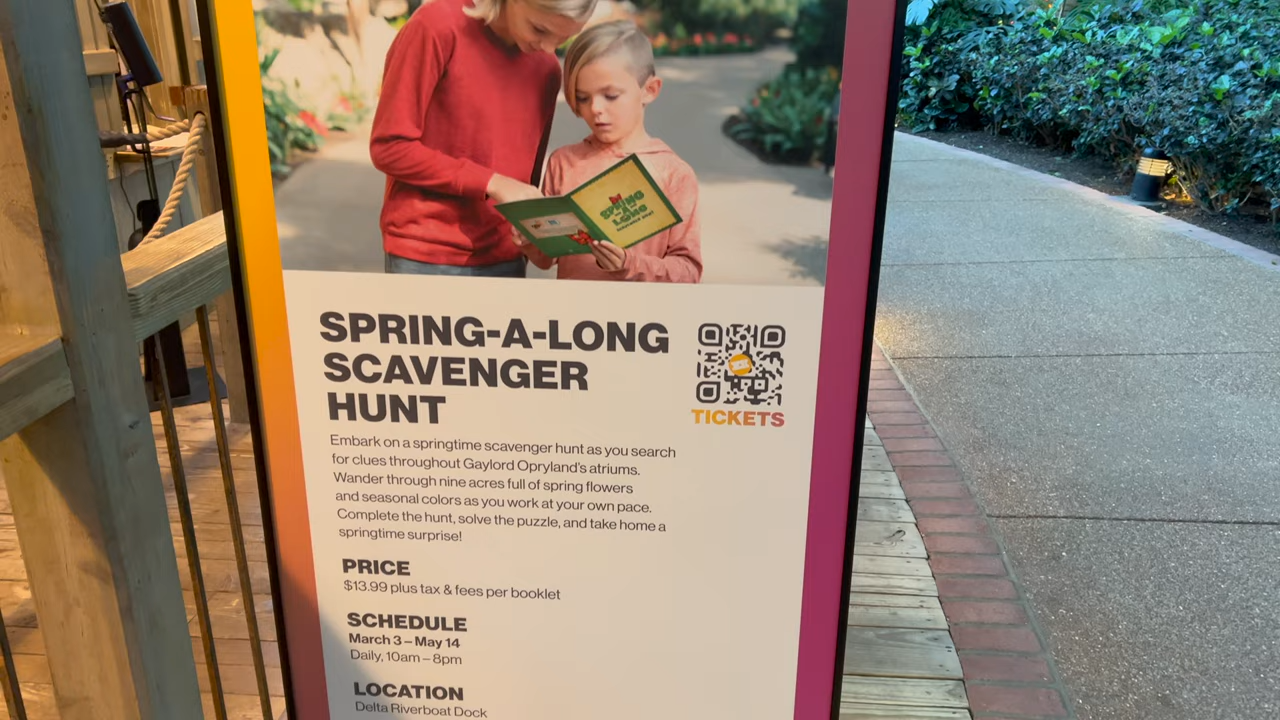 SPRING
-A-
LONG
SPRING-A-LONG
SCAVENGER
HUNT
TICKETS
Embark on a springtime scavenger hunt as you search
for clues throughout Gaylord Opryland's atriums.
Wander through nine acres full of spring flowers
and seasonal colors as you work at your own pace.
Complete the hunt, solve the puzzle, and take home a
springtime surprise!
PRICE
$13.99 plus tax & fees per booklet
SCHEDULE
March 3 – May 14
Daily, 10am – 8pm
LOCATION
Delta Riverboat Dock